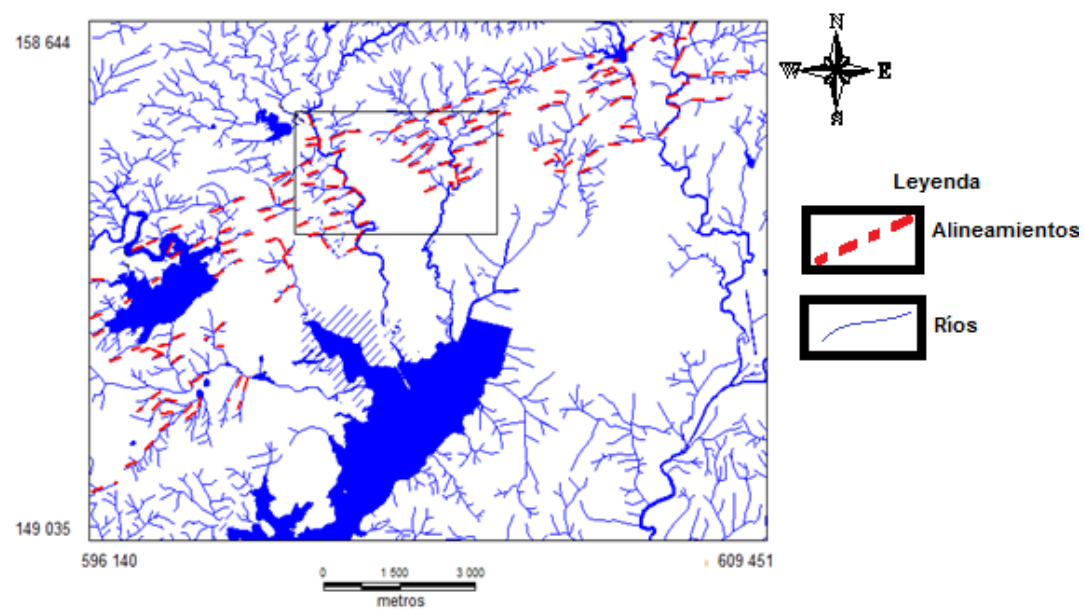 158 644
N
W E
S
Leyenda
Alineamientos
Ríos
149 035
596 140
609 451
0 1 500 3 000
metros